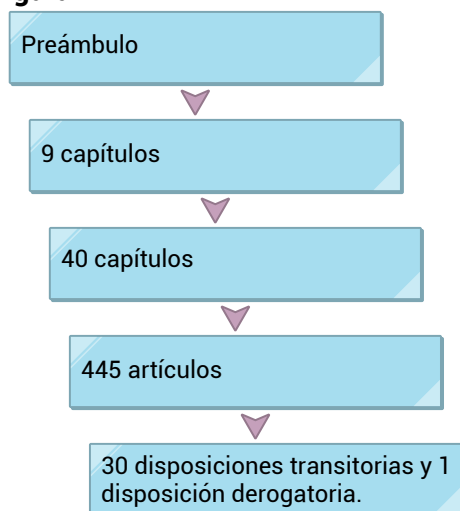 Preámbulo
9 capítulos
40 capítulos
445 artículos
30 disposiciones transitorias y 1
disposición derogatoria.